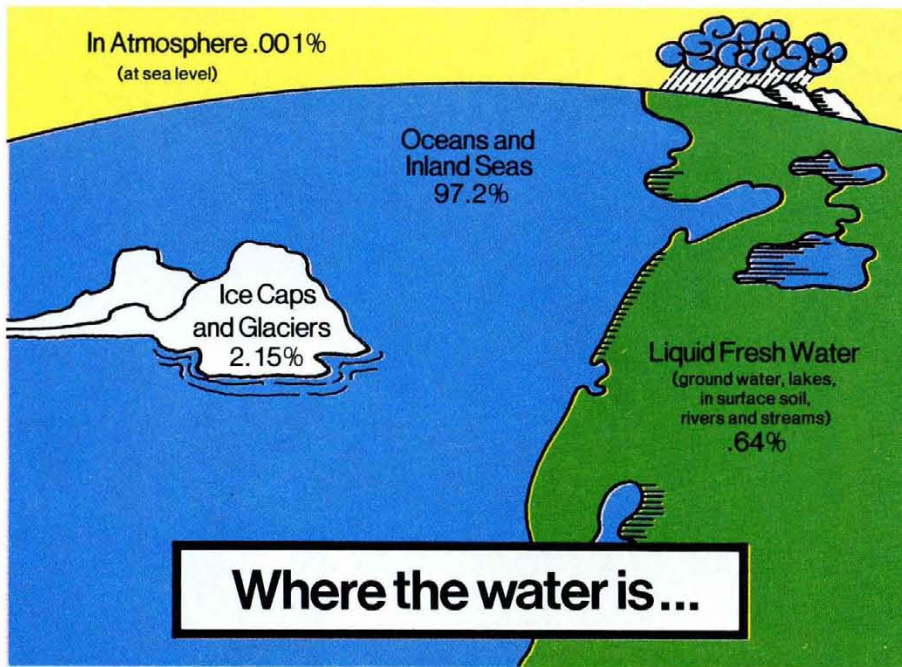 In Atmosphere .001%
(at sea level)
Oceans and
Inland Seas
97.2%
Ice Caps
and Glaciers
2.15%
Liquid Fresh Water
(ground water, lakes,
in surface soil,
rivers and streams)
.64%
Where the water is...